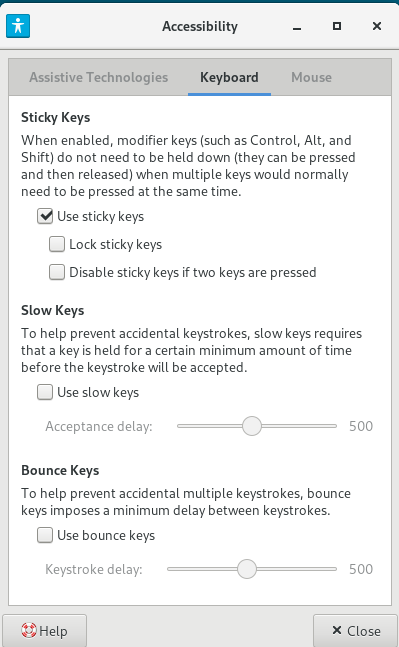 Accessibility
Assistive Technologies Keyboard Mouse
Sticky Keys
When enabled, modifier keys (such as Control, Alt, and
Shift) do not need to be held down (they can be pressed
and then released) when multiple keys would normally
need to be pressed at the same time.
Use sticky keys
Lock sticky keys
Disable sticky keys if two keys are pressed
Slow Keys
To help prevent accidental keystrokes, slow keys requires
that a key is held for a certain minimum amount of time
before the keystroke will be accepted.
Use slow keys
Acceptance delay: 500
Bounce Keys
To help prevent accidental multiple keystrokes, bounce
keys imposes a minimum delay between keystrokes.
Use bounce keys
Keystroke delay: 500
Help Close